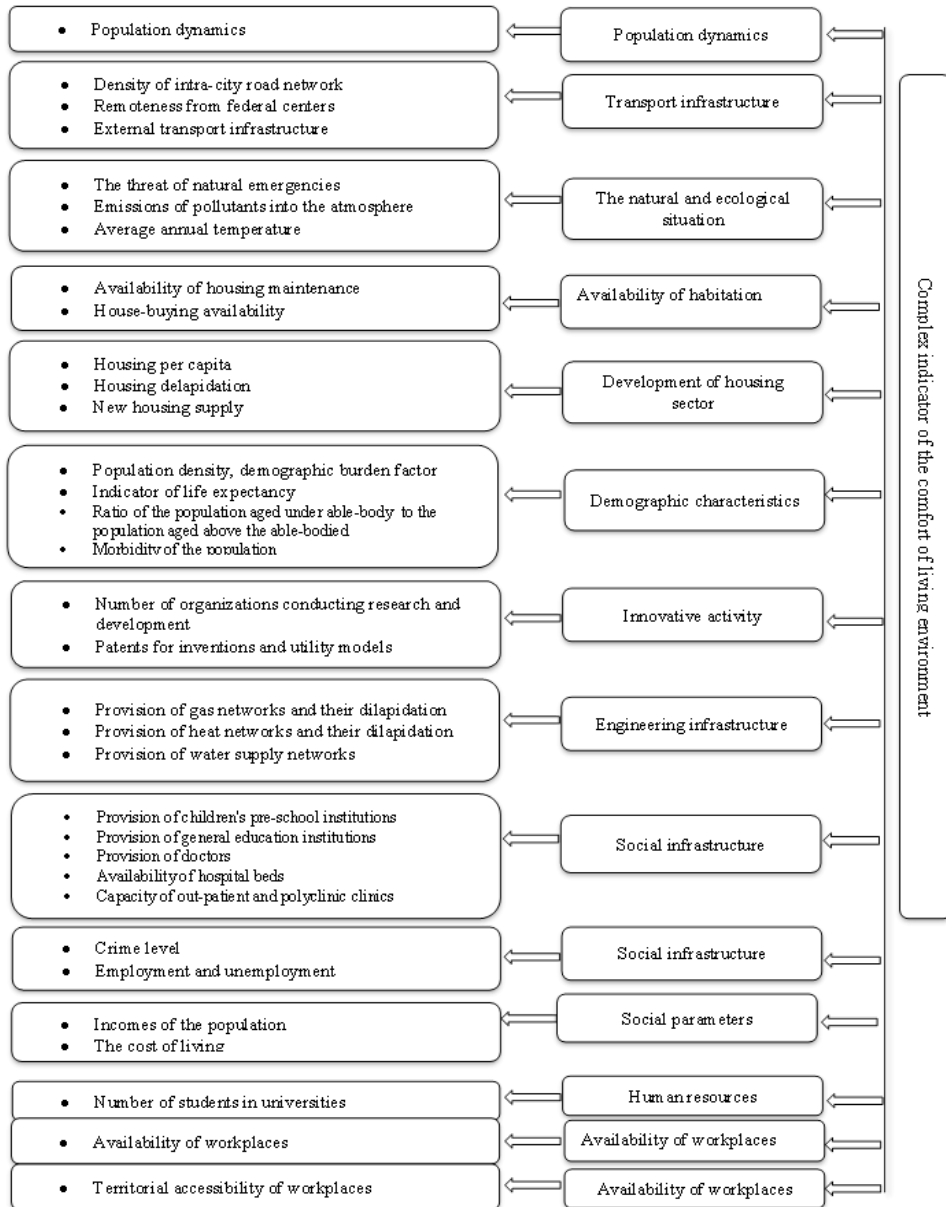 Population dynamics
Population dynamics
Density of intra-city road network
Remoteness from federal centers
External transport infrastructure
Transport infrastructure
The threat of natural emergencies
Emissions of pollutants into the atmosphere
Average annual temperature
The natural and ecological
situation
Availability of housing maintenance
House-buying availability
Availability of habitation
Housing per capita
Housing delapidation
New housing supply
Development of housing
sector
Population density, demographic burden factor
Indicator of life expectancy
Ratio of the population aged under able-body to the
population aged above the able-bodied
Morbidity of the population
Demographic characteristics
Number of organizations conducting research and
development
Patents for inventions and utility models
Innovative activity
Provision of gas networks and their dilapidation
Provision of heat networks and their dilapidation
Provision of water supply networks
Engineering infrastructure
Provision of children's pre-school institutions
Provision of general education institutions
Provision of doctors
Availability of hospital beds
Capacity of out-patient and polyclinic clinics
Social infrastructure
Crime level
Employment and unemployment
Social infrastructure
Incomes of the population
The cost of living
Social parameters
Number of students in universities
Human resources
Availability of workplaces
Availability of workplaces
Territorial accessibility of workplaces
Availability of workplaces
Complex indicator of the comfort of living environment